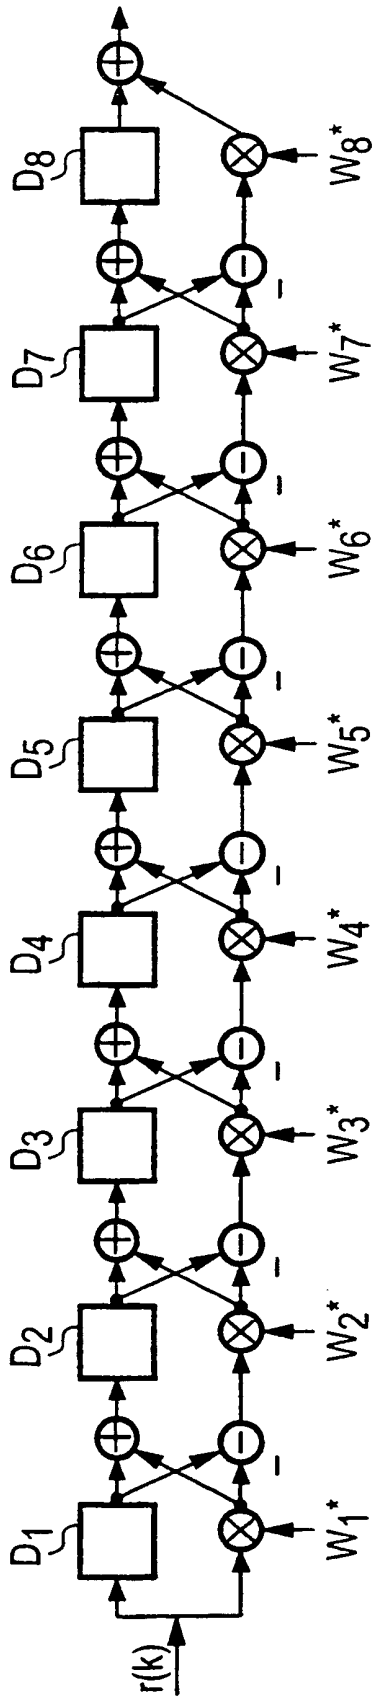 D₁ D₂ D₃ D₄ D₅ D₆ D₇ D₈
r(k)
W₁* W₂* W₃* W₄* W₅* W₆* W₇* W₈*